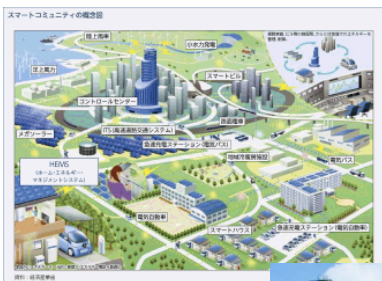 スマートコミュニティの概念図
陸上風車
小水力発電
洋上風力
スマートビル
コントロールセンター
路面電車
メガソーラー
ITS(高速道路交通システム)
急速充電ステーション(電気バス)
HEMS
(ホーム・エネルギー・
マネジメントシステム)
地域冷暖房施設
電気バス
電気自動車
スマートハウス
急速充電ステーション(電気自動車)
資料:経済産業省